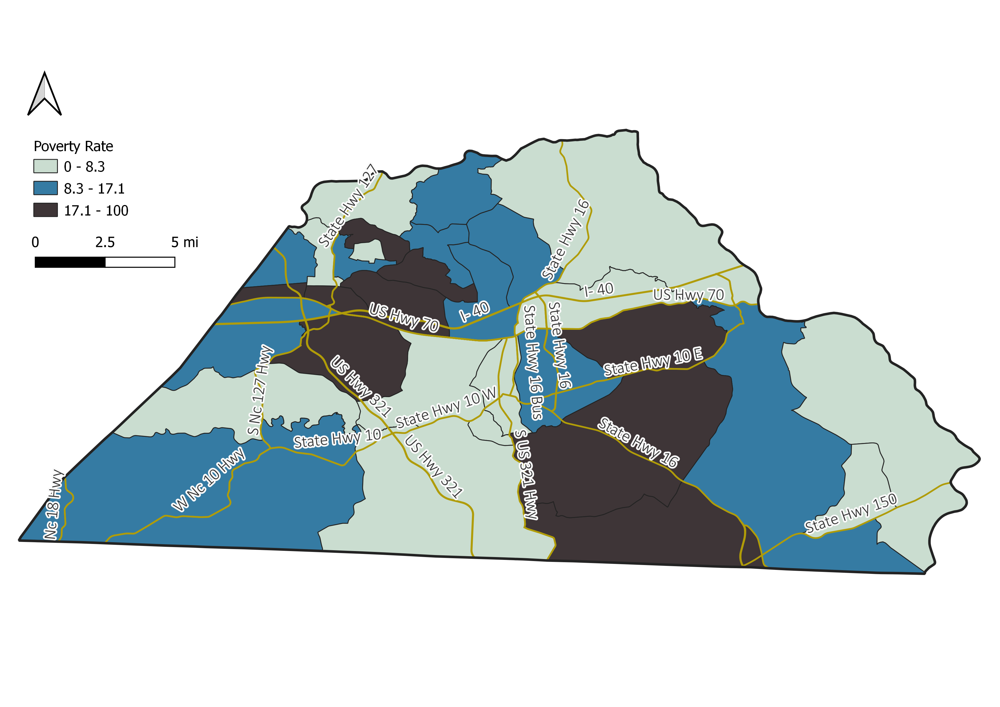 Poverty Rate
0 - 8.3
8.3 - 17.1
17.1 - 100
0 2.5 5 mi
State Hwy 127
State Hwy 16
I- 40
US Hwy 70
I- 40
US Hwy 70
State Hwy 16 Bus
State Hwy 16
State Hwy 10 E
S Nc 127 Hwy
US Hwy 321
State Hwy 10 W
State Hwy 10
State Hwy 16
US Hwy 321
S US 321 Hwy
W Nc 10 Hwy
Nc 18 Hwy
State Hwy 150